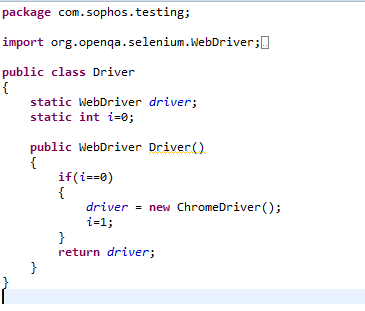 package com.sophos.testing;
import org.openqa.selenium.WebDriver;
public class Driver
{
    static WebDriver driver;
    static int i=0;
    public WebDriver Driver()
    {
        if(i==0)
        {
            driver = new ChromeDriver();
            i=1;
        }
        return driver;
    }
}